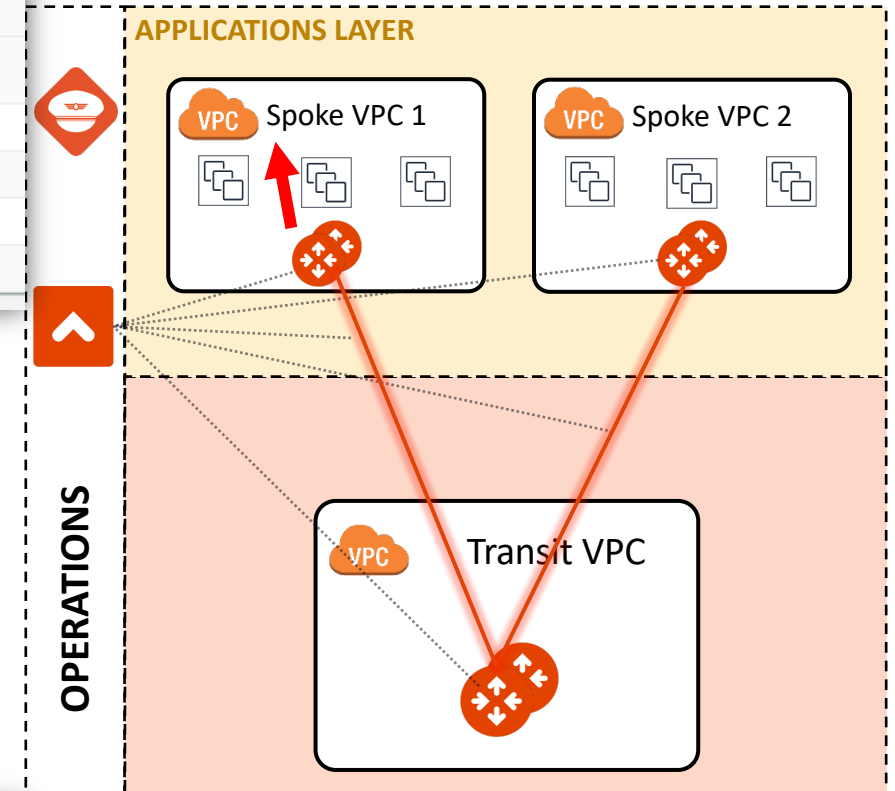 APPLICATIONS LAYER
VPC Spoke VPC 1
VPC Spoke VPC 2
OPERATIONS
VPC Transit VPC